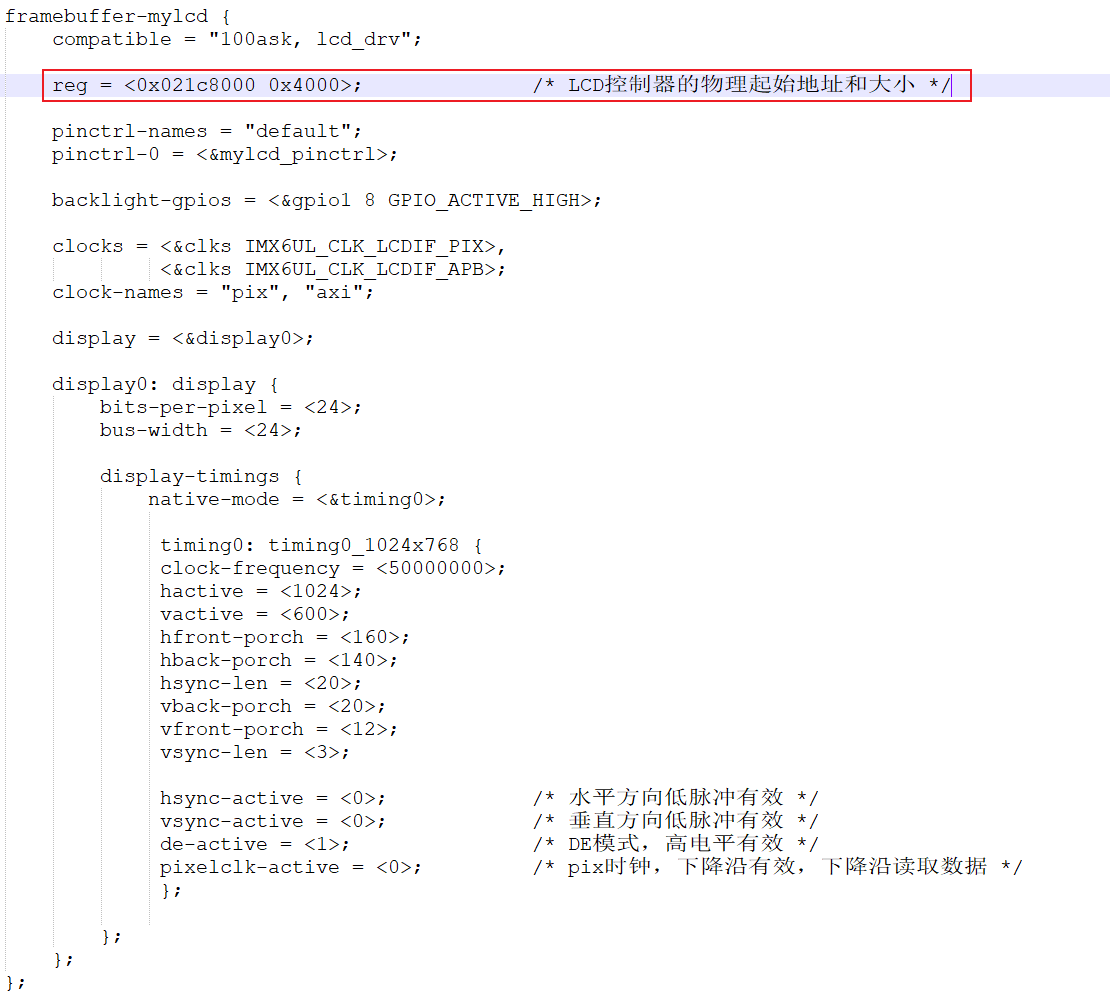 framebuffer-mylcd {
compatible = "100ask, lcd_drv";
reg = <0x021c8000 0x4000>; /* LCD控制器的物理起始地址和大小 */
pinctrl-names = "default";
pinctrl-0 = <&mylcd_pinctrl>;
backlight-gpios = <&gpio1 8 GPIO_ACTIVE_HIGH>;
clocks = <&clks IMX6UL_CLK_LCDIF_PIX>,
<&clks IMX6UL_CLK_LCDIF_APB>;
clock-names = "pix", "axi";
display = <&display0>;
display0: display {
bits-per-pixel = <24>;
bus-width = <24>;
display-timings {
native-mode = <&timing0>;
timing0: timing0_1024x768 {
clock-frequency = <50000000>;
hactive = <1024>;
vactive = <600>;
hfront-porch = <160>;
hback-porch = <140>;
hsync-len = <20>;
vback-porch = <20>;
vfront-porch = <12>;
vsync-len = <3>;
hsync-active = <0>; /* 水平方向低脉冲有效 */
vsync-active = <0>; /* 垂直方向低脉冲有效 */
de-active = <1>; /* DE模式，高电平有效 */
pixelclk-active = <0>; /* pix时钟，下降沿有效，下降沿读取数据 */
};
};
};
};